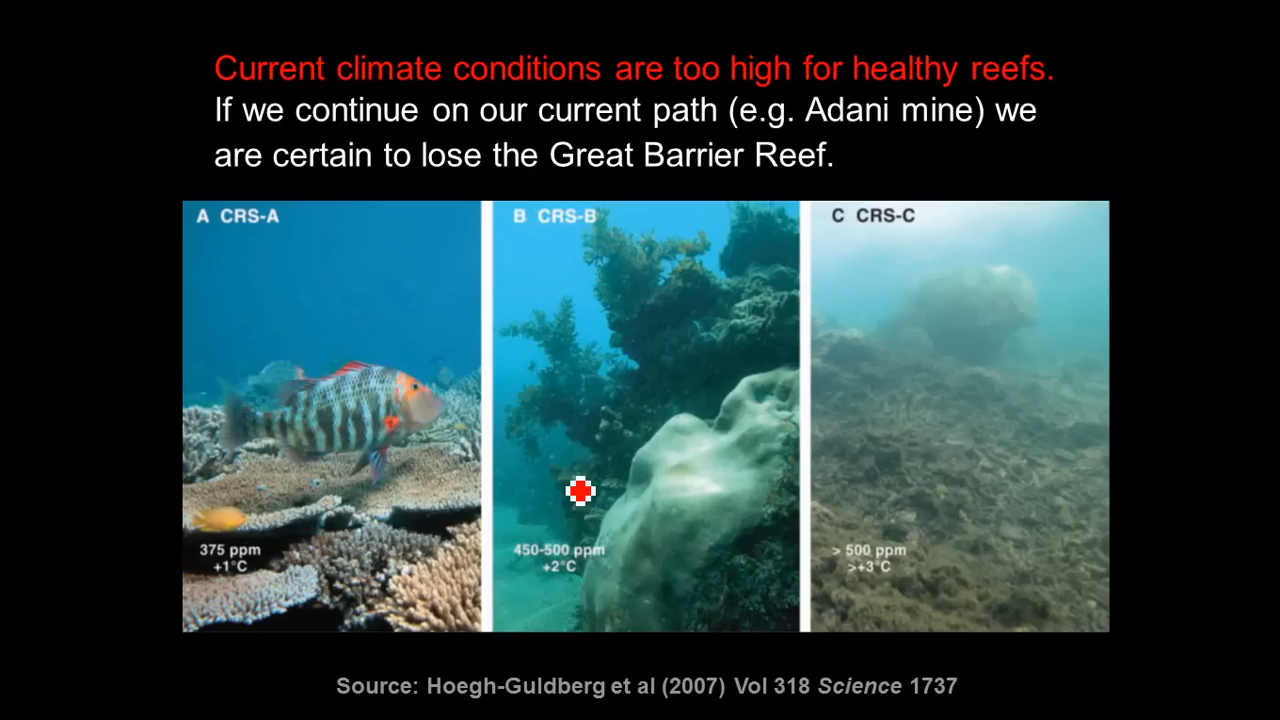 Current climate conditions are too high for healthy reefs.
If we continue on our current path (e.g. Adani mine) we
are certain to lose the Great Barrier Reef.
A CRS-A
B CRS-B
C CRS-C
375 ppm
+1°C
450-500 ppm
+2°C
> 500 ppm
>+3°C
Source: Hoegh-Guldberg et al (2007) Vol 318 Science 1737